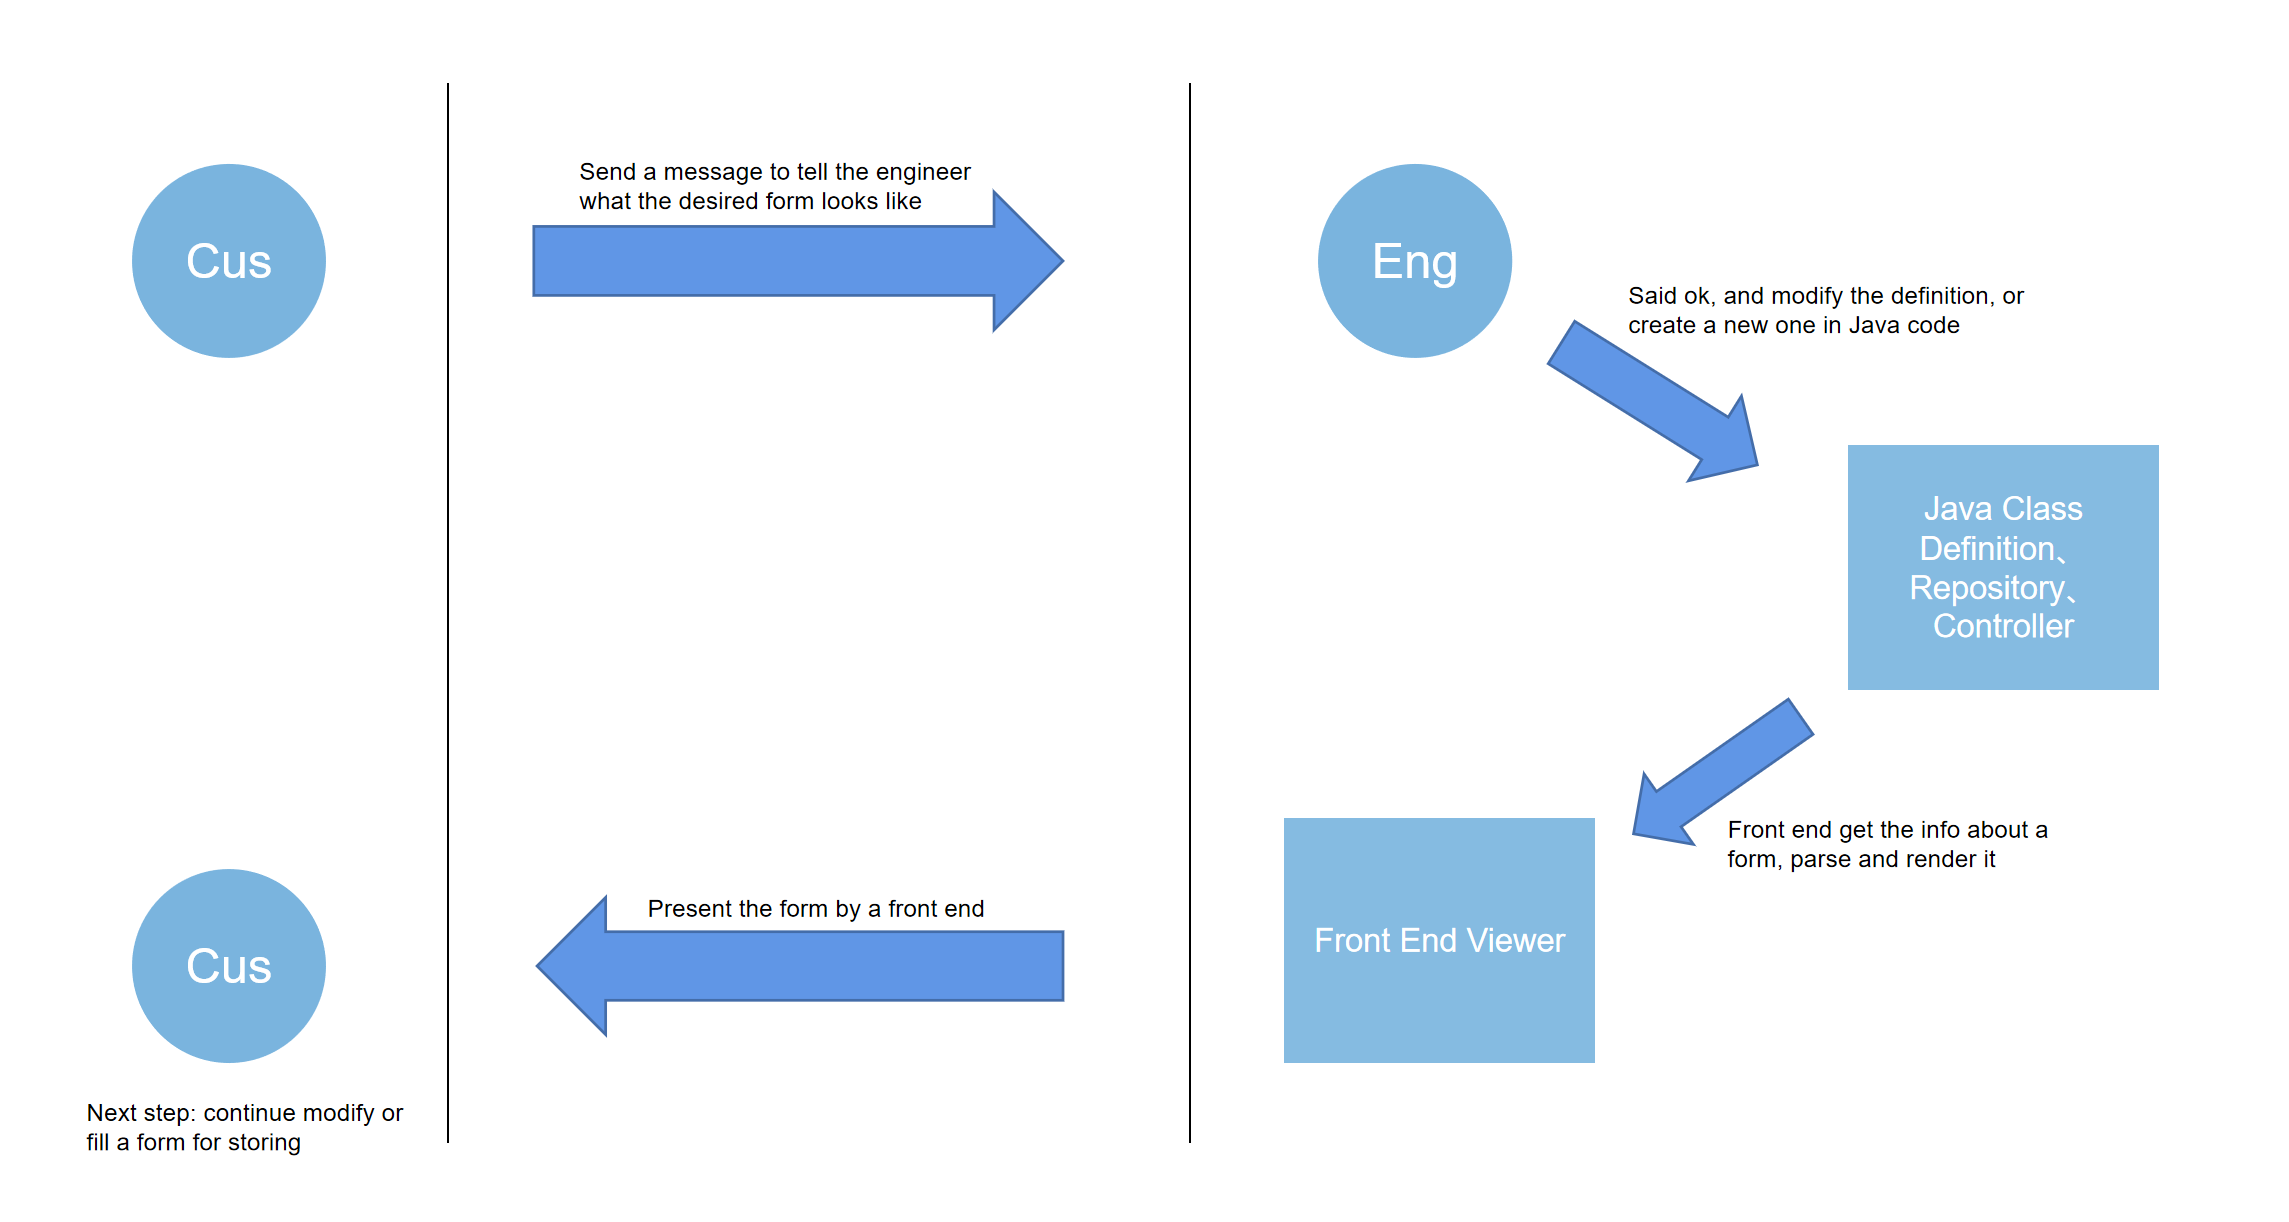 Cus
Send a message to tell the engineer
what the desired form looks like
Eng
Said ok, and modify the definition, or
create a new one in Java code
Java Class
Definition、
Repository、
Controller
Front end get the info about a
form, parse and render it
Front End Viewer
Present the form by a front end
Cus
Next step: continue modify or
fill a form for storing